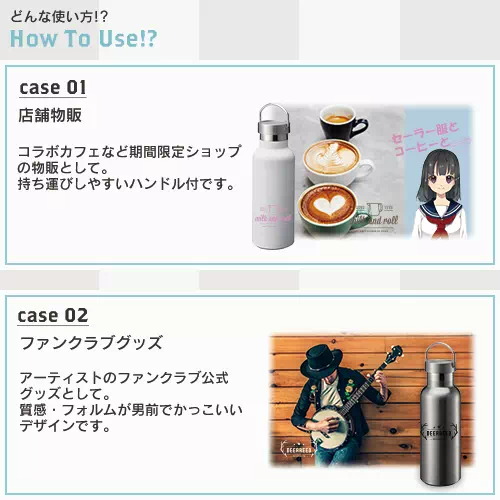 どんな使い方!?
How To Use!?
case 01
店舗物販
コラボカフェなど期間限定ショップ
の物販として。
持ち運びしやすいハンドル付です。
セーラー服と
コーヒーと
case 02
ファンクラブグッズ
アーティストのファンクラブ公式
グッズとして。
質感・フォルムが男前でかっこいい
デザインです。